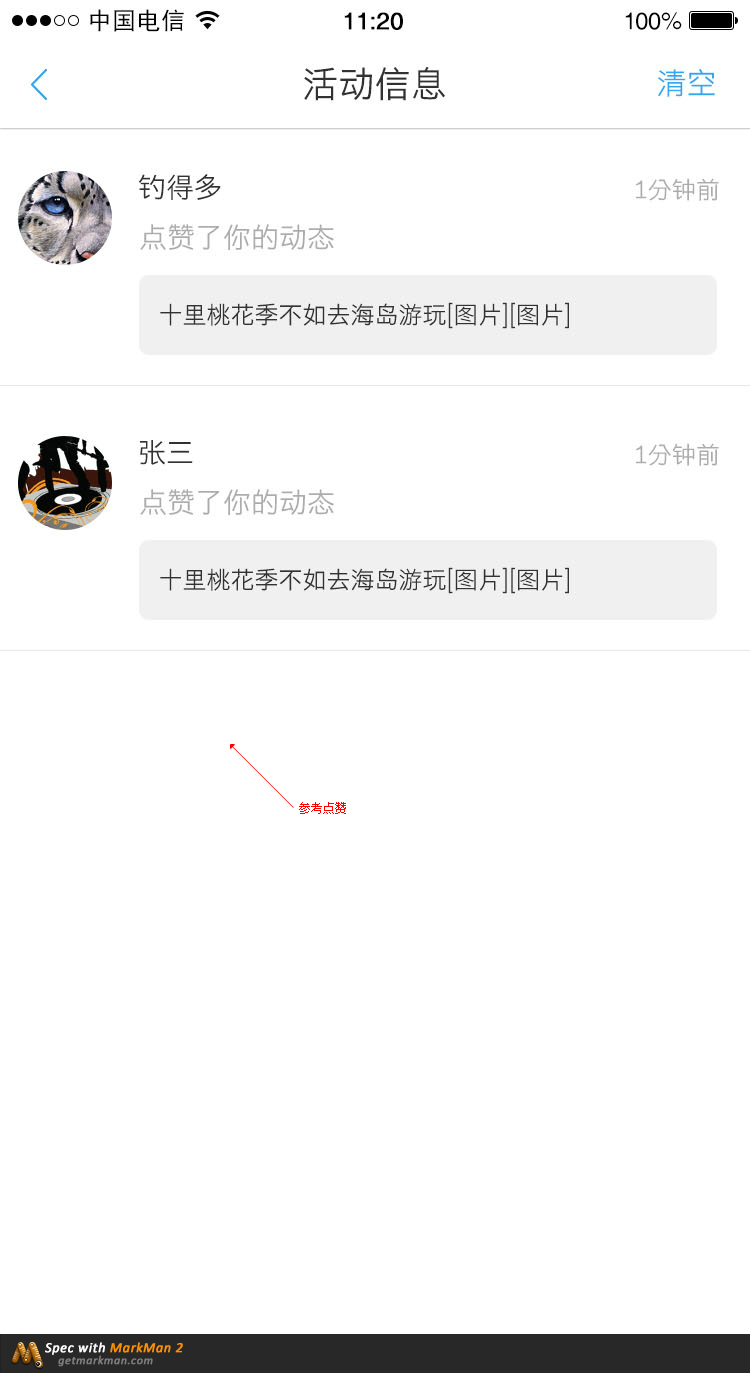 中国电信 11:20 100%
活动信息 清空
钓得多 1分钟前
点赞了你的动态
十里桃花季不如去海岛游玩[图片][图片]
张三 1分钟前
点赞了你的动态
十里桃花季不如去海岛游玩[图片][图片]
参考点赞
Spec with MarkMan 2
getmarkman.com